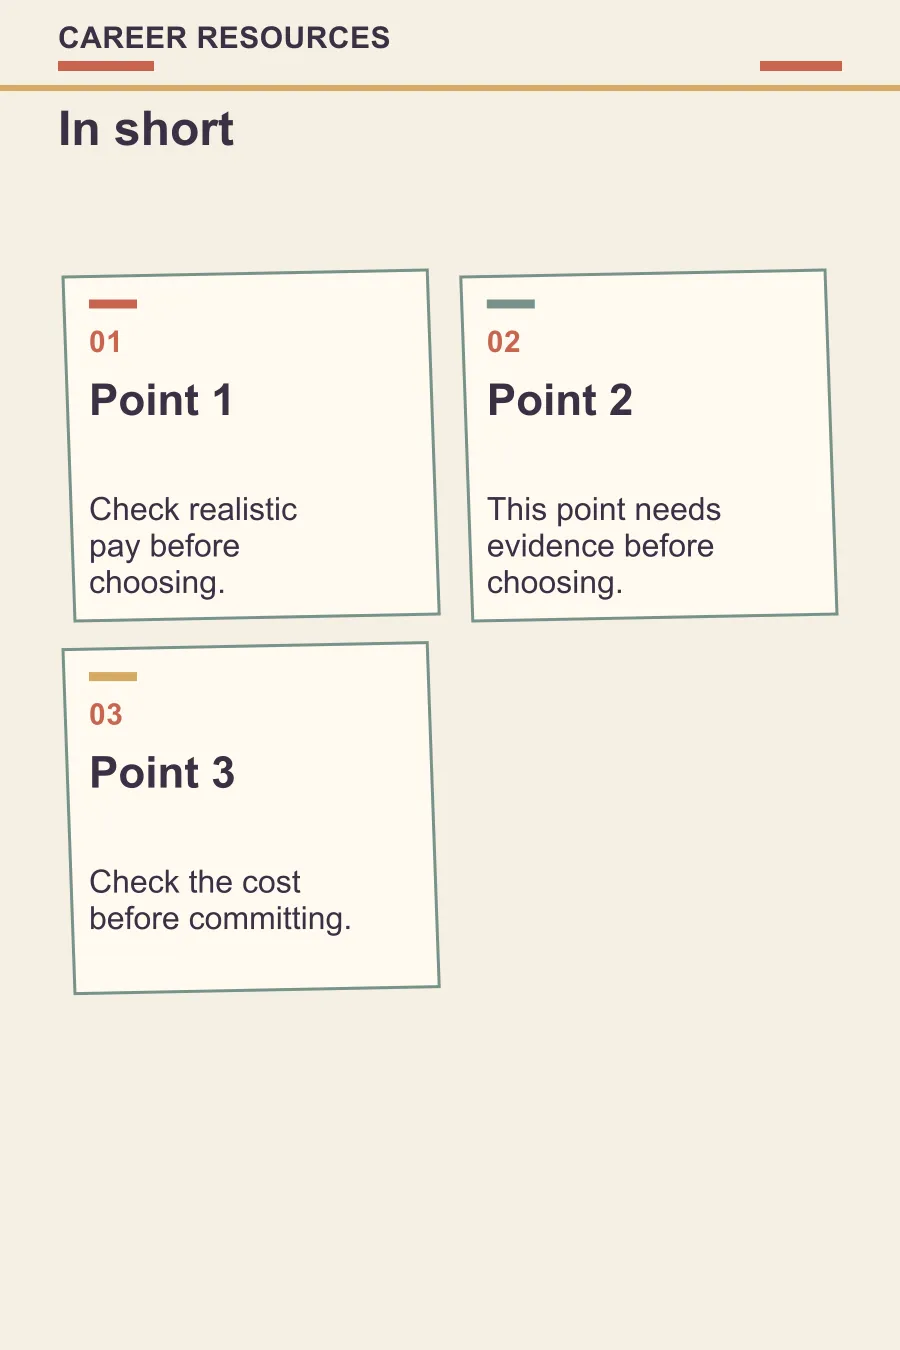 CAREER RESOURCES
In short
01
Point 1
Check realistic
pay before
choosing.
02
Point 2
This point needs
evidence before
choosing.
03
Point 3
Check the cost
before committing.